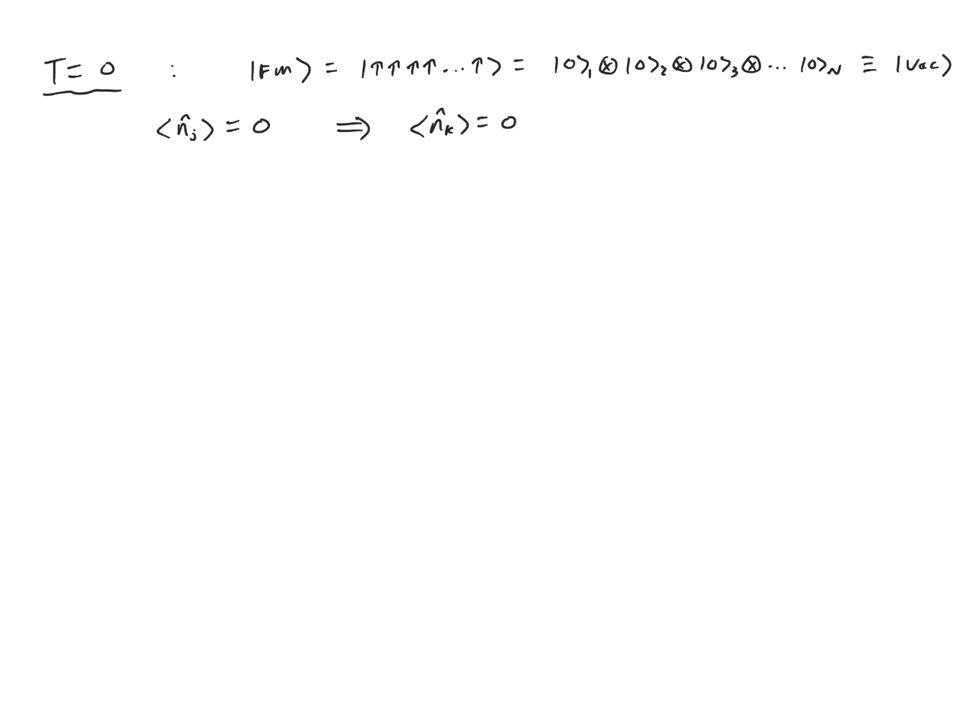 T = 0 : |FM⟩ = |↑↑↑↑...↑⟩ = |0⟩₁⊗|0⟩₂⊗|0⟩₃⊗... |0⟩_N ≡ |vac⟩
⟨n̂_j⟩ = 0 ⟹ ⟨n̂_k⟩ = 0